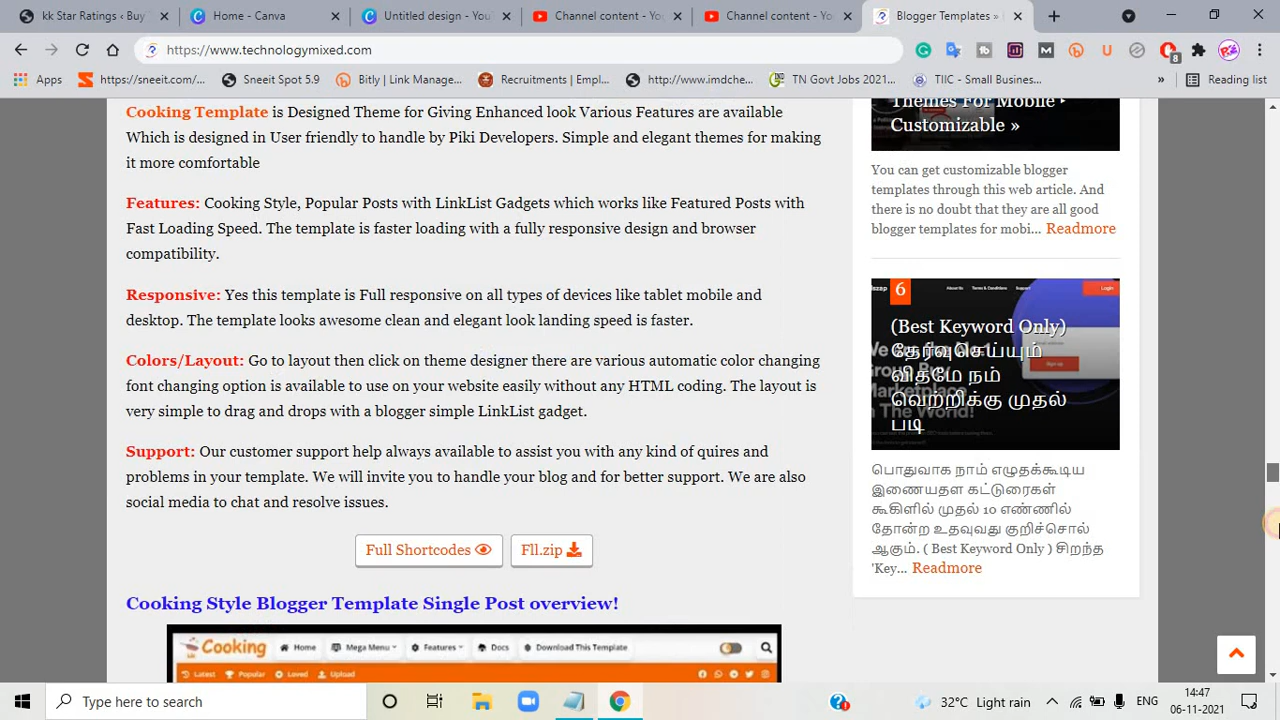 kk Star Ratings ‹ Buy
Home - Canva
Untitled design - You
Channel content - You
Channel content - You
Blogger Templates »
https://www.technologymixed.com
8
Apps
https://sneeit.com/...
Sneeit Spot 5.9
Bitly | Link Manage...
Recruitments | Empl...
http://www.imdche...
TN Govt Jobs 2021...
TIIC - Small Business...
»
Reading list
Cooking Template is Designed Theme for Giving Enhanced look Various Features are available
Which is designed in User friendly to handle by Piki Developers. Simple and elegant themes for making
it more comfortable
Features: Cooking Style, Popular Posts with LinkList Gadgets which works like Featured Posts with
Fast Loading Speed. The template is faster loading with a fully responsive design and browser
compatibility.
Responsive: Yes this template is Full responsive on all types of devices like tablet mobile and
desktop. The template looks awesome clean and elegant look landing speed is faster.
Colors/Layout: Go to layout then click on theme designer there are various automatic color changing
font changing option is available to use on your website easily without any HTML coding. The layout is
very simple to drag and drops with a blogger simple LinkList gadget.
Support: Our customer support help always available to assist you with any kind of quires and
problems in your template. We will invite you to handle your blog and for better support. We are also
social media to chat and resolve issues.
Full Shortcodes
Fll.zip
Cooking Style Blogger Template Single Post overview!
Cooking
Home
Mega Menu
Features
Docs
Download This Template
Latest
Popular
Loved
Upload
Themes For Mobile ‣
Customizable »
You can get customizable blogger
templates through this web article. And
there is no doubt that they are all good
blogger templates for mobi... Readmore
6
(Best Keyword Only)
தேர்வுசெய்யும்
விதமே நம்
வெற்றிக்கு முதல்
படி
பொதுவாக நாம் எழுதக்கூடிய
இணையதள கட்டுரைகள்
கூகிளில் முதல் 10 எண்ணில்
தோன்ற உதவுவது குறிச்சொல்
ஆகும். ( Best Keyword Only ) சிறந்த
'Key... Readmore
Type here to search
32°C Light rain
ENG
14:47
06-11-2021